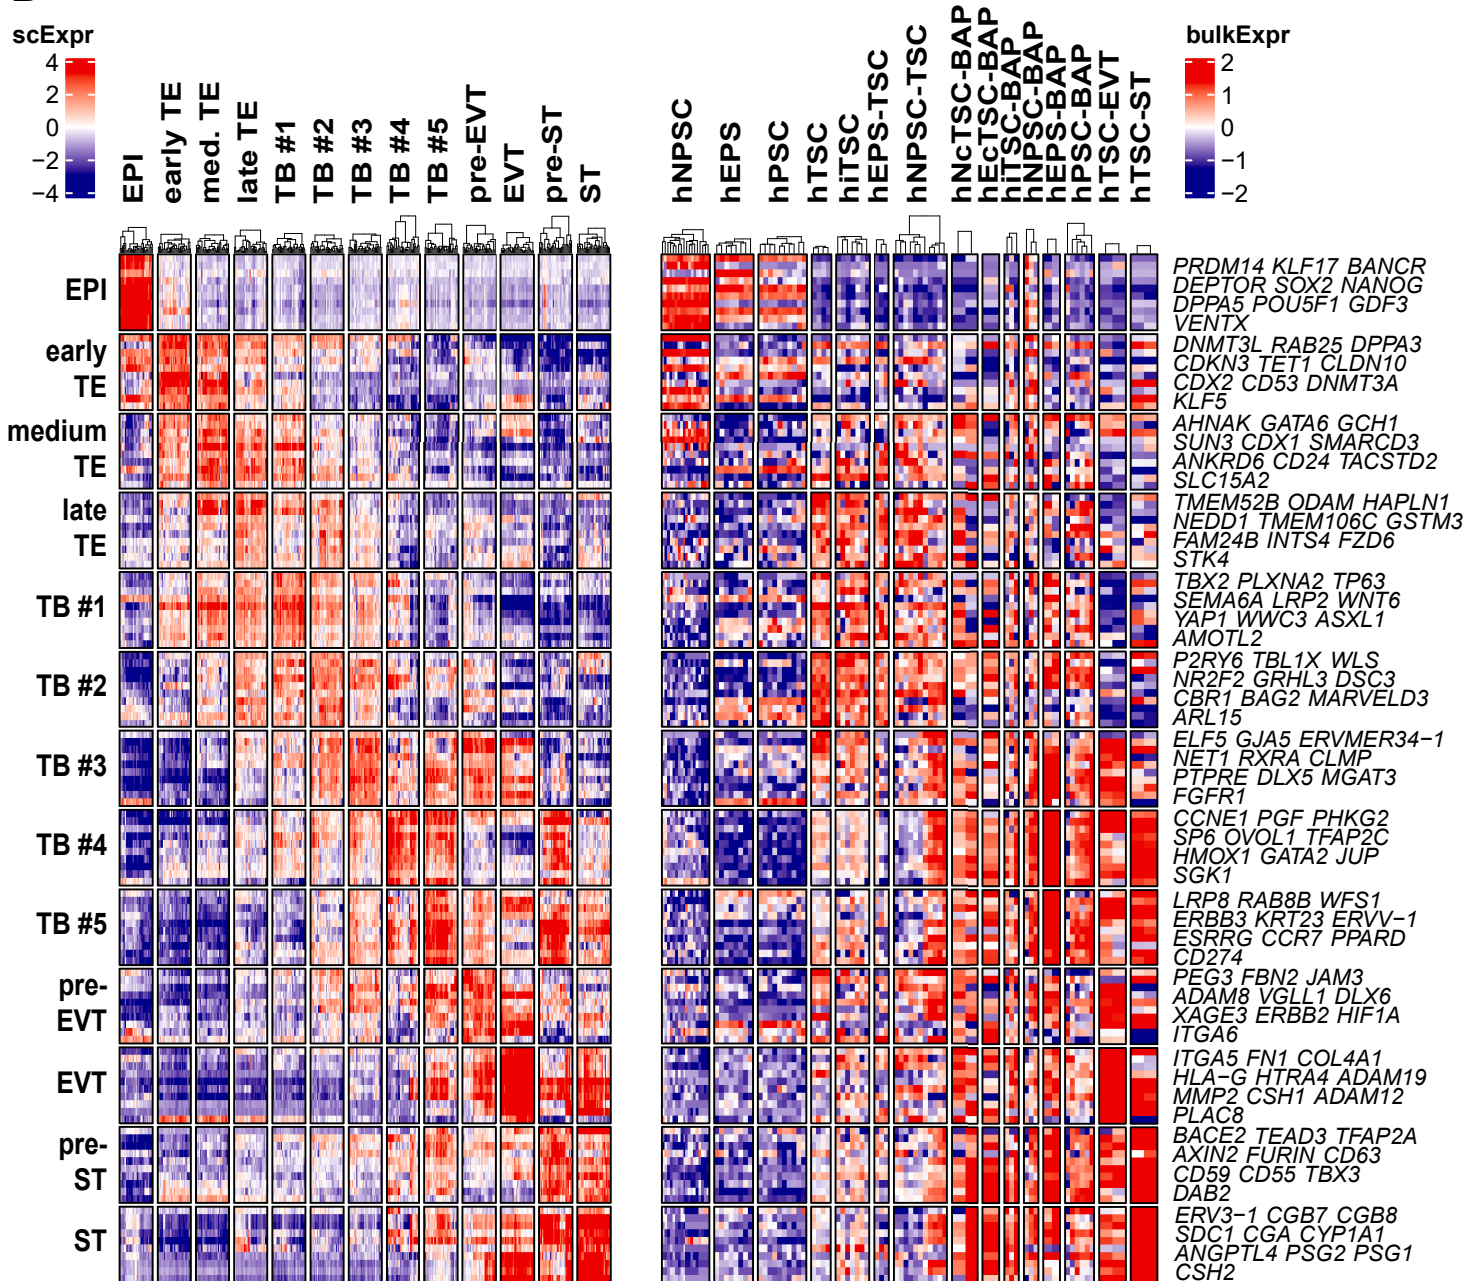 scExpr
4
2
0
−2
−4
EPI
early TE
med. TE
late TE
TB #1
TB #2
TB #3
TB #4
TB #5
pre-EVT
EVT
pre-ST
ST
hNPSC
hEPS
hPSC
hTSC
hiTSC
hEPS-TSC
hNPSC-TSC
hNcTSC-BAP
hEcTSC-BAP
hiTSC-BAP
hNPSC-BAP
hEPS-BAP
hPSC-BAP
hTSC-EVT
hTSC-ST
bulkExpr
2
1
0
−1
−2
EPI
PRDM14 KLF17 BANCR
DEPTOR SOX2 NANOG
DPPA5 POU5F1 GDF3
VENTX
early
TE
DNMT3L RAB25 DPPA3
CDKN3 TET1 CLDN10
CDX2 CD53 DNMT3A
KLF5
medium
TE
AHNAK GATA6 GCH1
SUN3 CDX1 SMARCD3
ANKRD6 CD24 TACSTD2
SLC15A2
late
TE
TMEM52B ODAM HAPLN1
NEDD1 TMEM106C GSTM3
FAM24B INTS4 FZD6
STK4
TB #1
TBX2 PLXNA2 TP63
SEMA6A LRP2 WNT6
YAP1 WWC3 ASXL1
AMOTL2
TB #2
P2RY6 TBL1X WLS
NR2F2 GRHL3 DSC3
CBR1 BAG2 MARVELD3
ARL15
TB #3
ELF5 GJA5 ERVMER34−1
NET1 RXRA CLMP
PTPRE DLX5 MGAT3
FGFR1
TB #4
CCNE1 PGF PHKG2
SP6 OVOL1 TFAP2C
HMOX1 GATA2 JUP
SGK1
TB #5
LRP8 RAB8B WFS1
ERBB3 KRT23 ERVV−1
ESRRG CCR7 PPARD
CD274
pre-
EVT
PEG3 FBN2 JAM3
ADAM8 VGLL1 DLX6
XAGE3 ERBB2 HIF1A
ITGA6
EVT
ITGA5 FN1 COL4A1
HLA−G HTRA4 ADAM19
MMP2 CSH1 ADAM12
PLAC8
pre-
ST
BACE2 TEAD3 TFAP2A
AXIN2 FURIN CD63
CD59 CD55 TBX3
DAB2
ST
ERV3−1 CGB7 CGB8
SDC1 CGA CYP1A1
ANGPTL4 PSG2 PSG1
CSH2